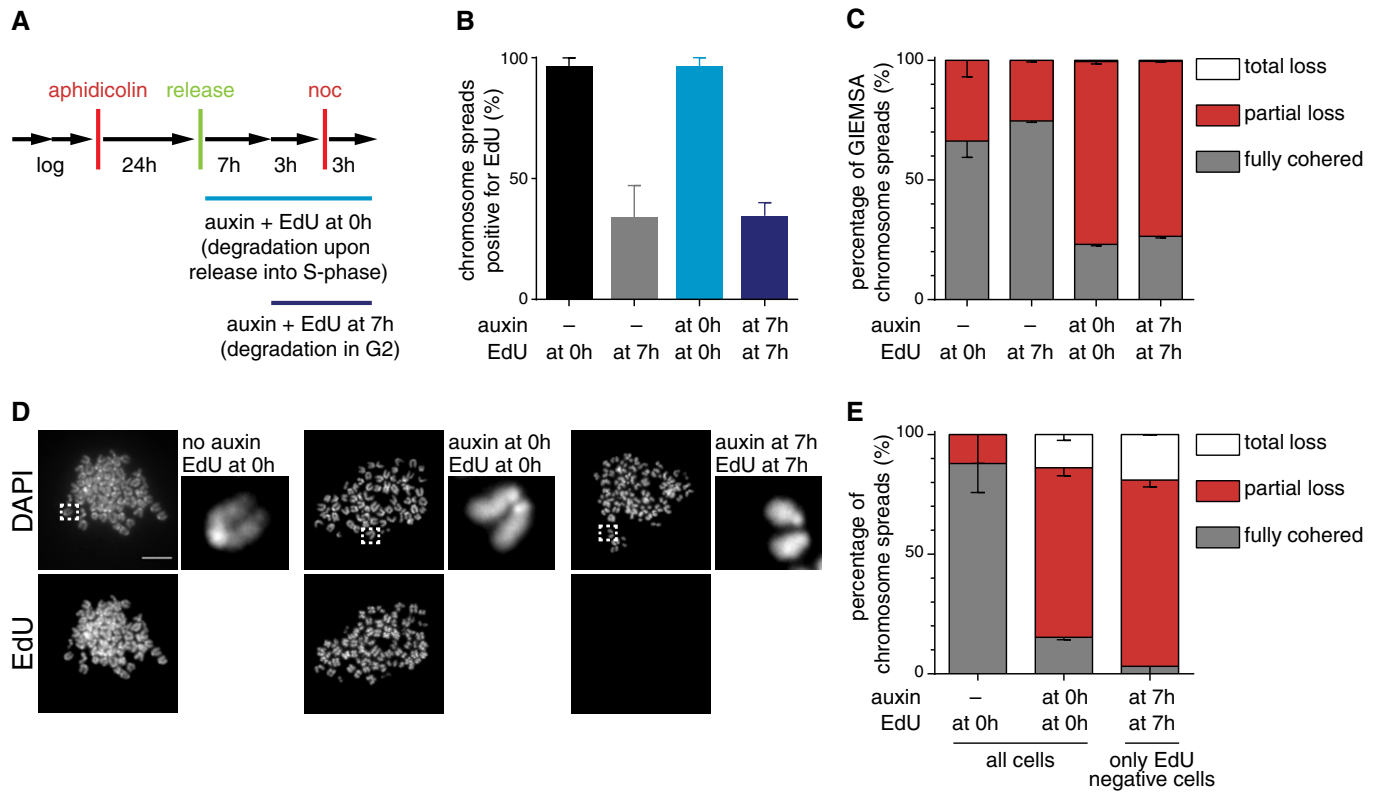 A
aphidicolin release noc
log 24h 7h 3h 3h
auxin + EdU at 0h
(degradation upon
release into S-phase)
auxin + EdU at 7h
(degradation in G2)
B
chromosome spreads
positive for EdU (%)
100
50
0
auxin – – at 0h at 7h
EdU at 0h at 7h at 0h at 7h
C
percentage of GIEMSA
chromosome spreads (%)
100
50
0
auxin – – at 0h at 7h
EdU at 0h at 7h at 0h at 7h
total loss
partial loss
fully cohered
D
DAPI
EdU
no auxin
EdU at 0h
auxin at 0h
EdU at 0h
auxin at 7h
EdU at 7h
E
percentage of
chromosome spreads (%)
100
50
0
auxin – at 0h at 7h
EdU at 0h at 0h at 7h
all cells
only EdU
negative cells
total loss
partial loss
fully cohered